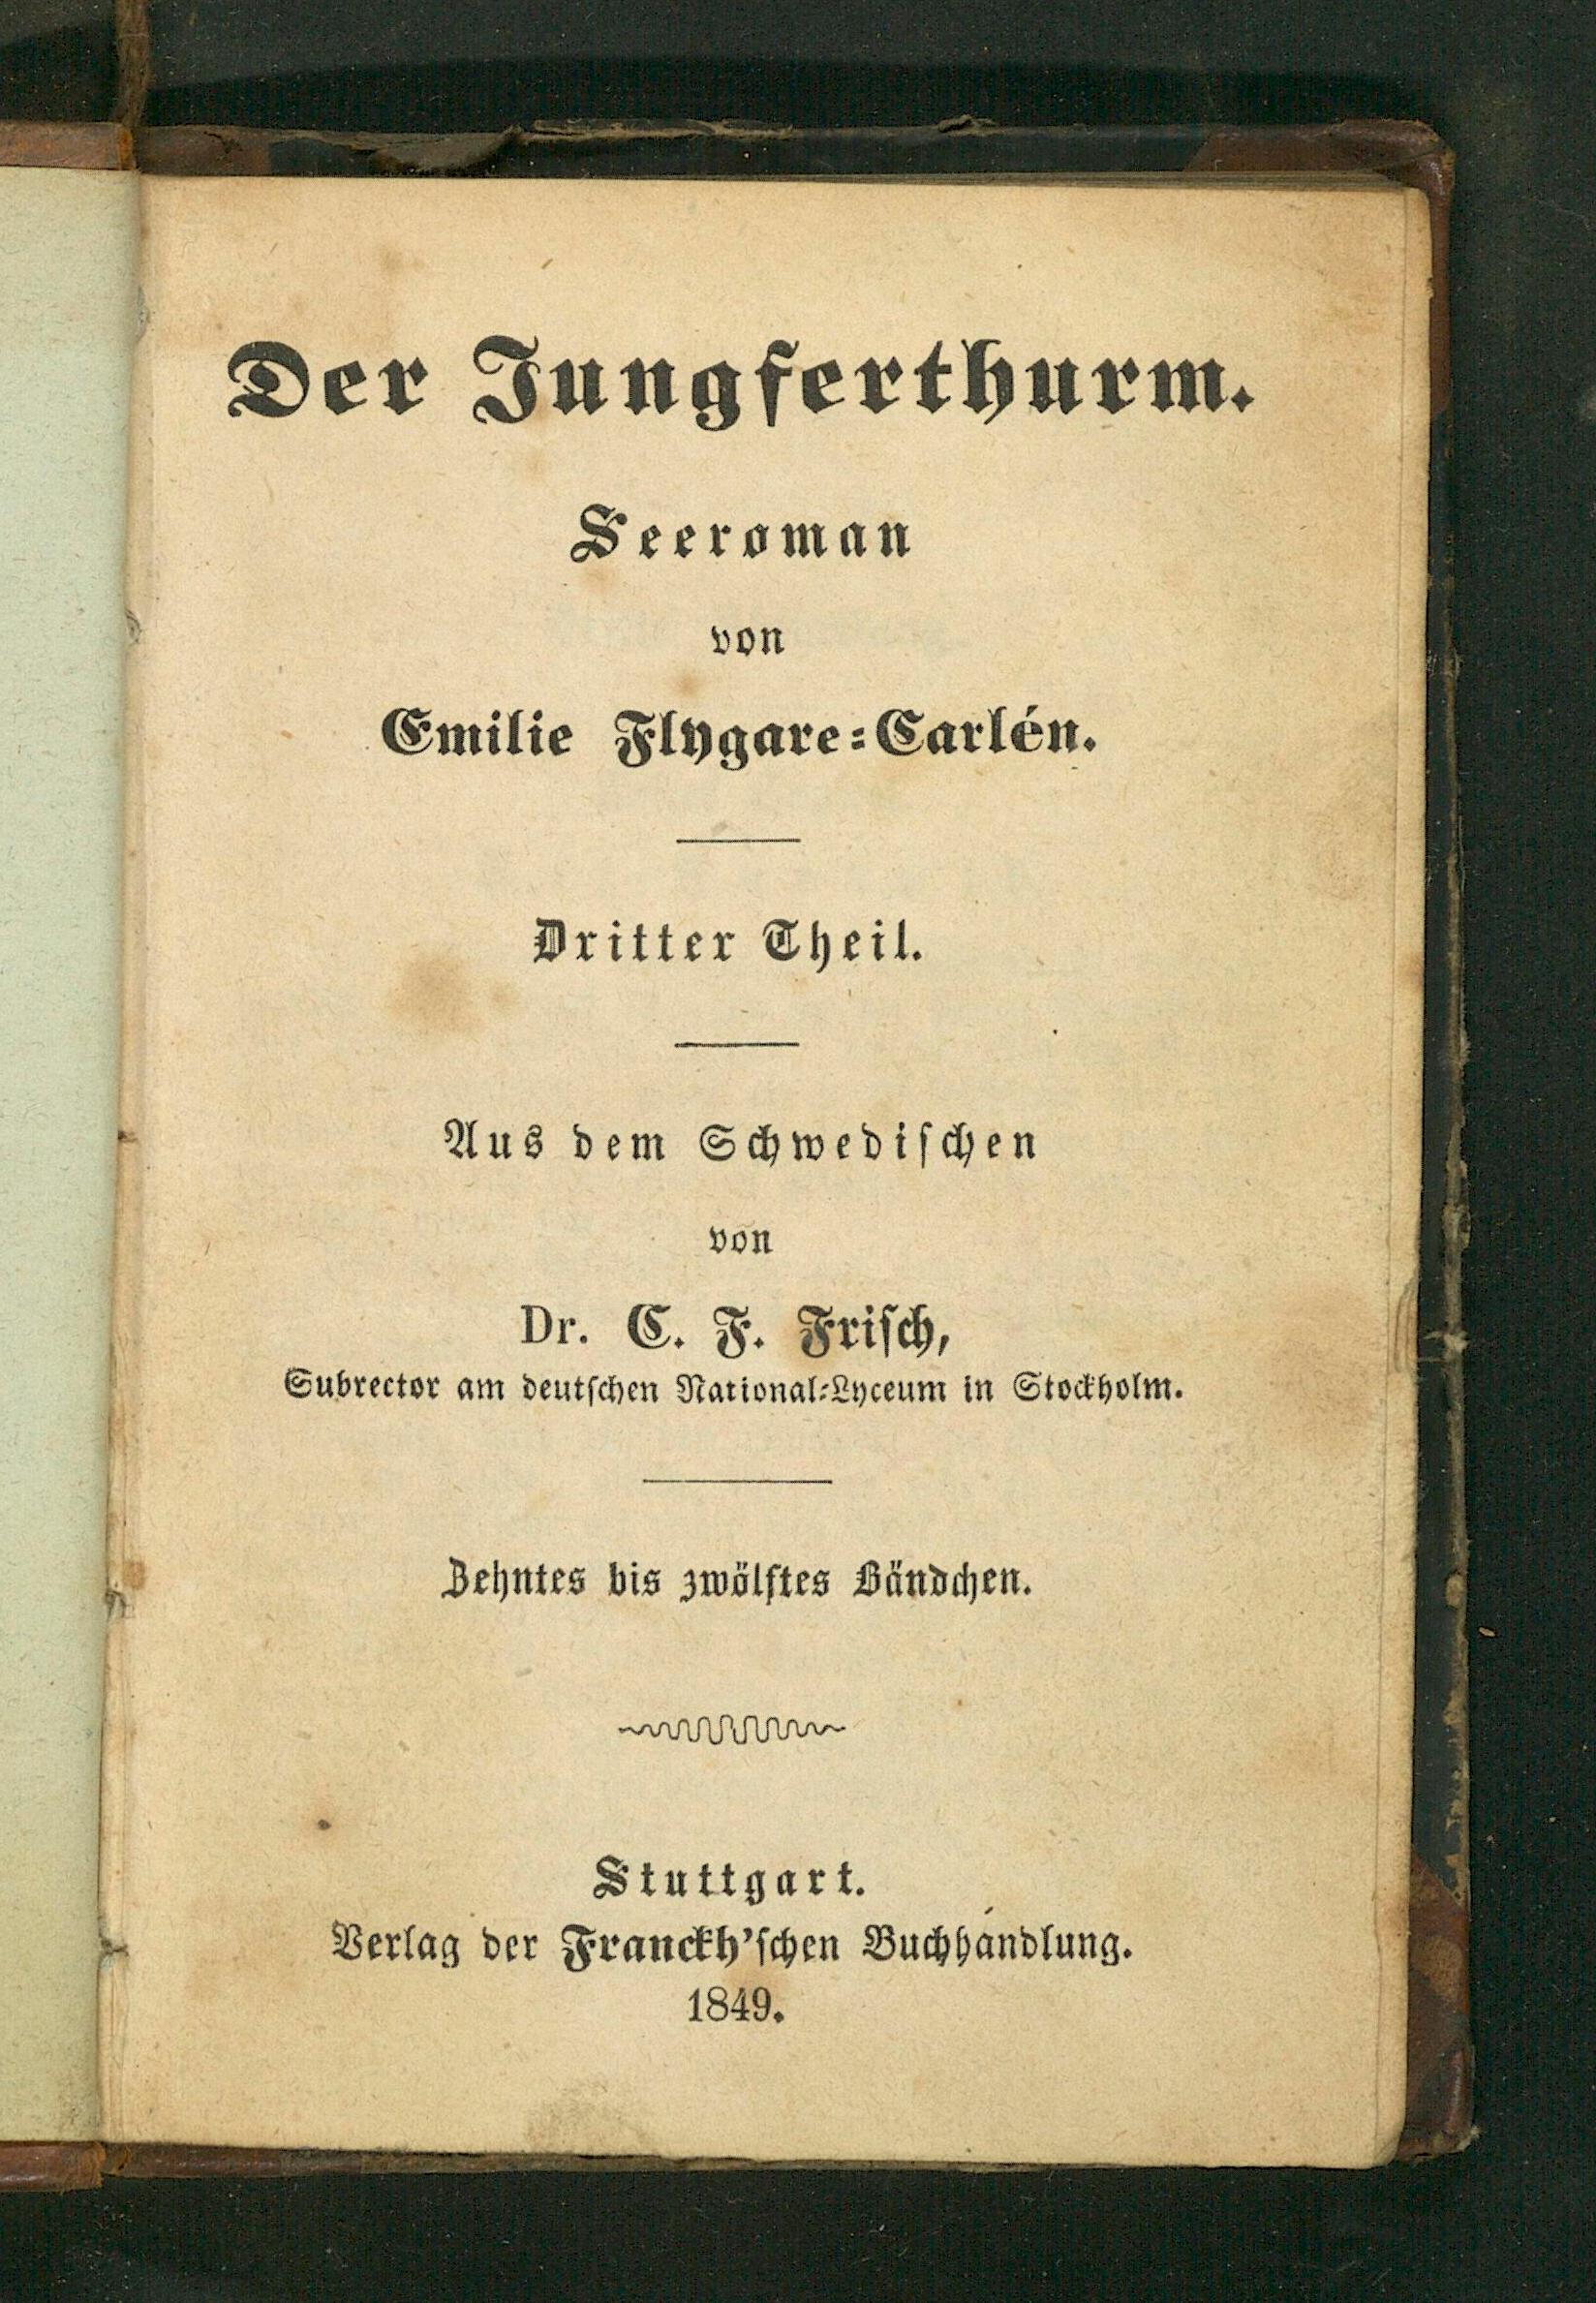 Der Jungferthurm.
Seeroman
von
Emilie Flygare=Carlén.
Dritter Theil.
Aus dem Schwedischen
von
Dr. C. F. Frisch,
Subrector am deutschen National=Lyceum in Stockholm.
Zehntes bis zwölftes Bändchen.
Stuttgart.
Verlag der Franckh'schen Buchhandlung.
1849.